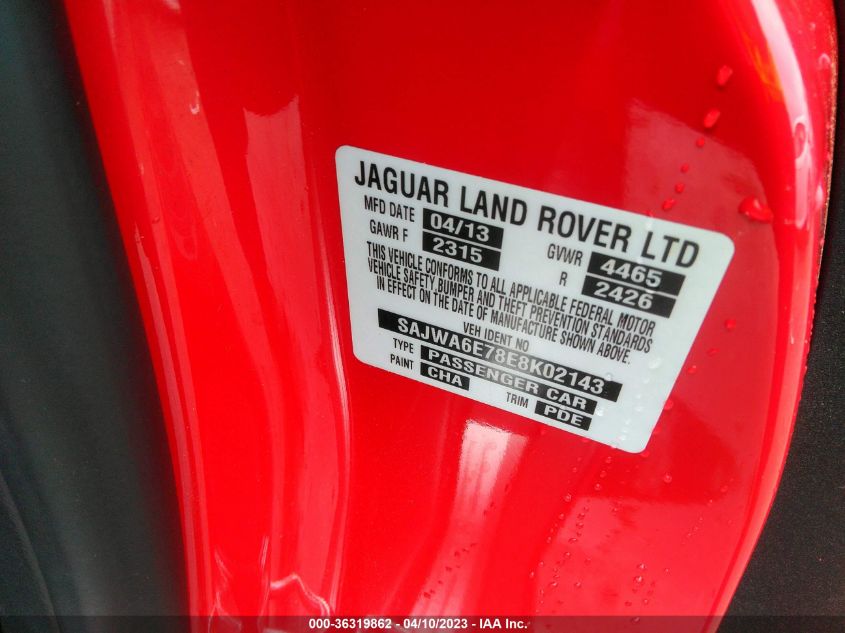 JAGUAR LAND ROVER LTD
MFD DATE 04/13 GVWR 4465
GAWR F 2315 R 2426
THIS VEHICLE CONFORMS TO ALL APPLICABLE FEDERAL MOTOR
VEHICLE SAFETY,BUMPER AND THEFT PREVENTION STANDARDS
IN EFFECT ON THE DATE OF MANUFACTURE SHOWN ABOVE.
VEH IDENT NO
SAJWA6E78E8K02143
TYPE PASSENGER CAR
PAINT CHA TRIM PDE
000-36319862 - 04/10/2023 - IAA Inc.